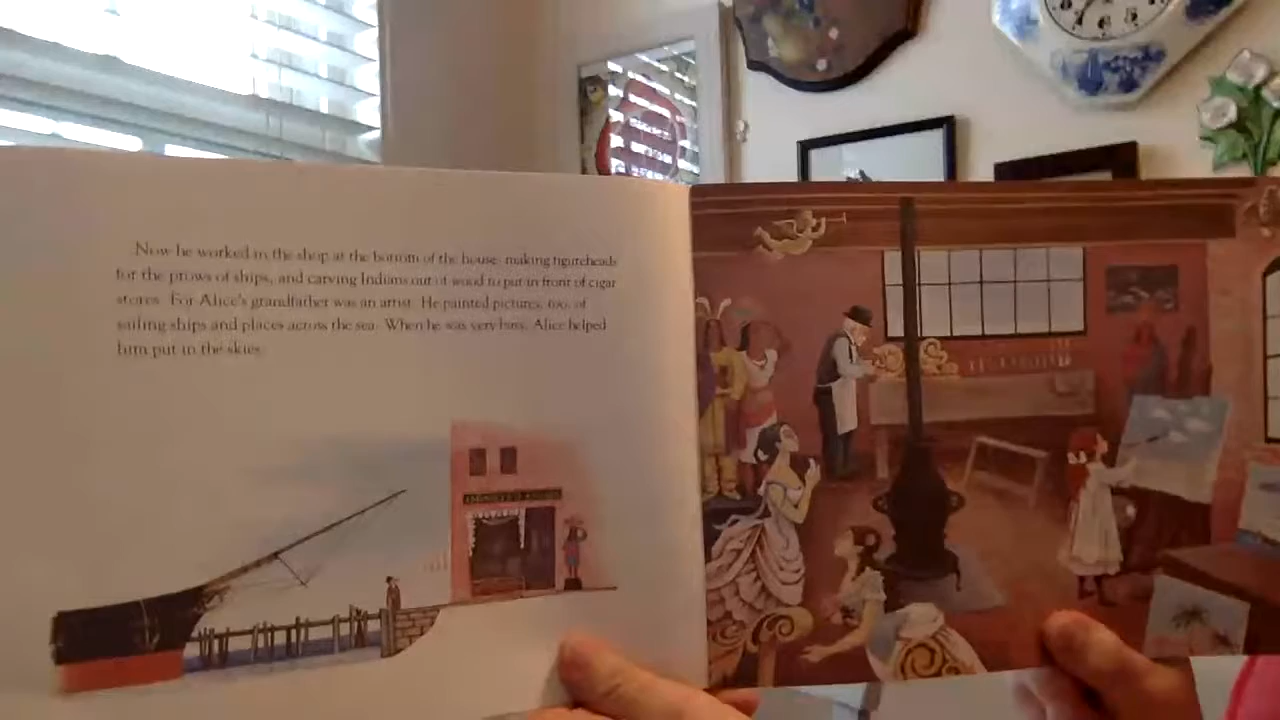 Now he worked in the shop at the bottom of the house, making figureheads
for the prows of ships, and carving Indians out of wood to put in front of cigar
stores. For Alice's grandfather was an artist. He painted pictures, too, of
sailing ships and places across the sea. When he was very busy, Alice helped
him put in the skies.